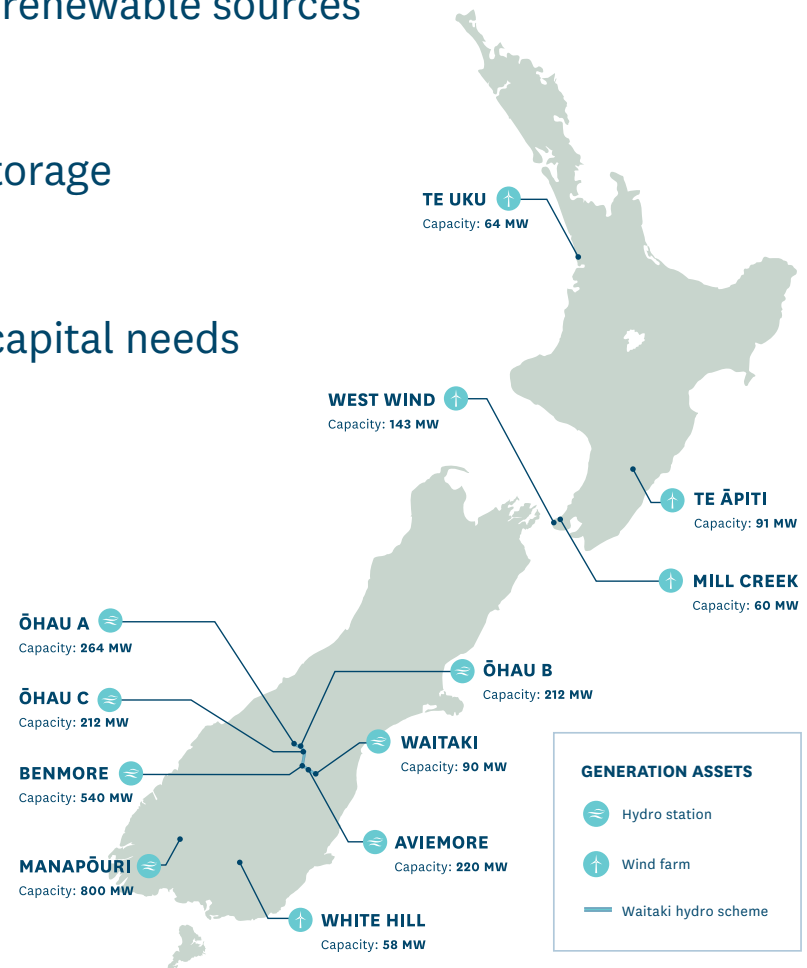 renewable sources
torage
capital needs
TE UKU
Capacity: 64 MW
WEST WIND
Capacity: 143 MW
TE ĀPITI
Capacity: 91 MW
MILL CREEK
Capacity: 60 MW
ŌHAU A
Capacity: 264 MW
ŌHAU B
Capacity: 212 MW
ŌHAU C
Capacity: 212 MW
WAITAKI
Capacity: 90 MW
BENMORE
Capacity: 540 MW
AVIEMORE
Capacity: 220 MW
MANAPŌURI
Capacity: 800 MW
WHITE HILL
Capacity: 58 MW
GENERATION ASSETS
Hydro station
Wind farm
Waitaki hydro scheme